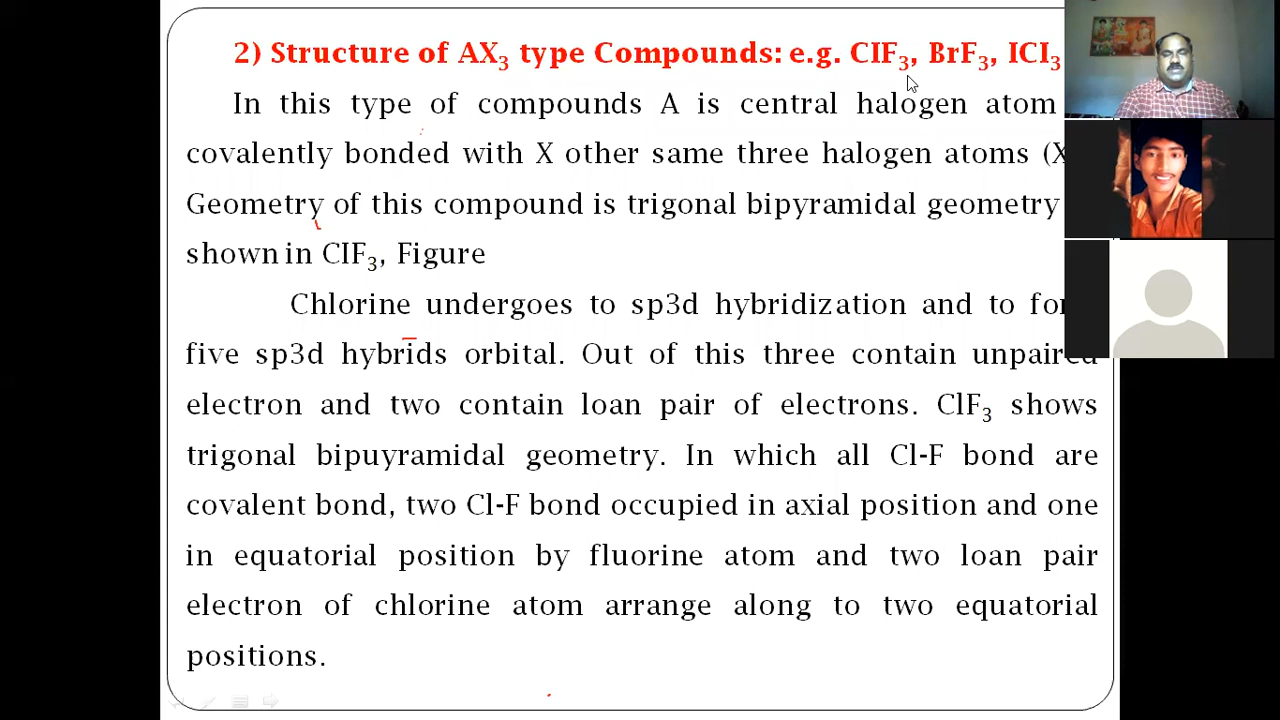 2) Structure of AX₃ type Compounds: e.g. ClF₃, BrF₃, ICI₃
In this type of compounds A is central halogen atom
covalently bonded with X other same three halogen atoms (X
Geometry of this compound is trigonal bipyramidal geometry
shown in ClF₃, Figure
Chlorine undergoes to sp3d hybridization and to for
five sp3d hybrids orbital. Out of this three contain unpaired
electron and two contain loan pair of electrons. ClF₃ shows
trigonal bipuyramidal geometry. In which all Cl-F bond are
covalent bond, two Cl-F bond occupied in axial position and one
in equatorial position by fluorine atom and two loan pair
electron of chlorine atom arrange along to two equatorial
positions.